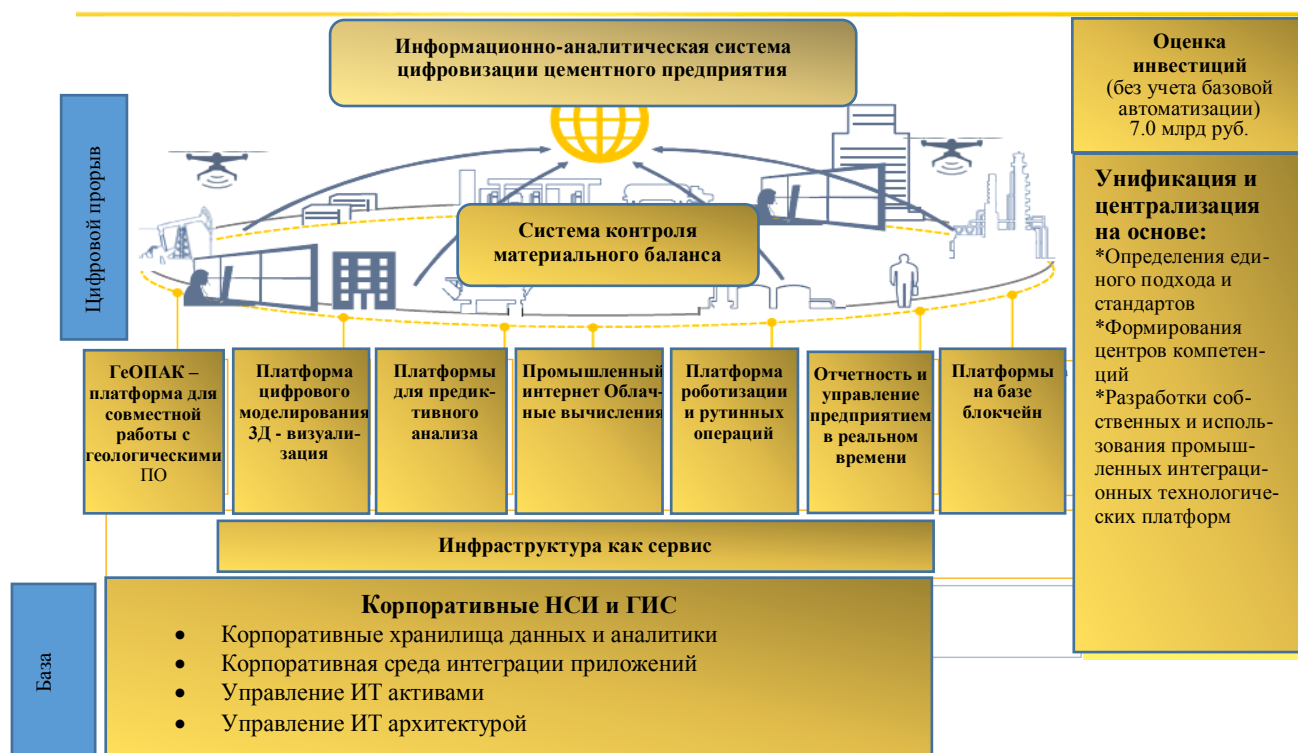 Информационно-аналитическая система
цифровизации цементного предприятия
Оценка
инвестиций
(без учета базовой
автоматизации)
7.0 млрд руб.
Цифровой прорыв
Система контроля
материального баланса
Унификация и
централизация
на основе:
*Определения еди-
ного подхода и
стандартов
*Формирования
центров компетен-
ций
*Разработки соб-
ственных и исполь-
зования промыш-
ленных интеграци-
онных технологиче-
ских платформ
ГеОПАК –
платформа для
совместной
работы с
геологическими
ПО
Платформа
цифрового
моделирования
3Д - визуали-
зация
Платформы
для предик-
тивного
анализа
Промышленный
интернет Облач-
ные вычисления
Платформа
роботизации
и рутинных
операций
Отчетность и
управление
предприятием
в реальном
времени
Платформы
на базе
блокчейн
Инфраструктура как сервис
База
Корпоративные НСИ и ГИС
• Корпоративные хранилища данных и аналитики
• Корпоративная среда интеграции приложений
• Управление ИТ активами
• Управление ИТ архитектурой